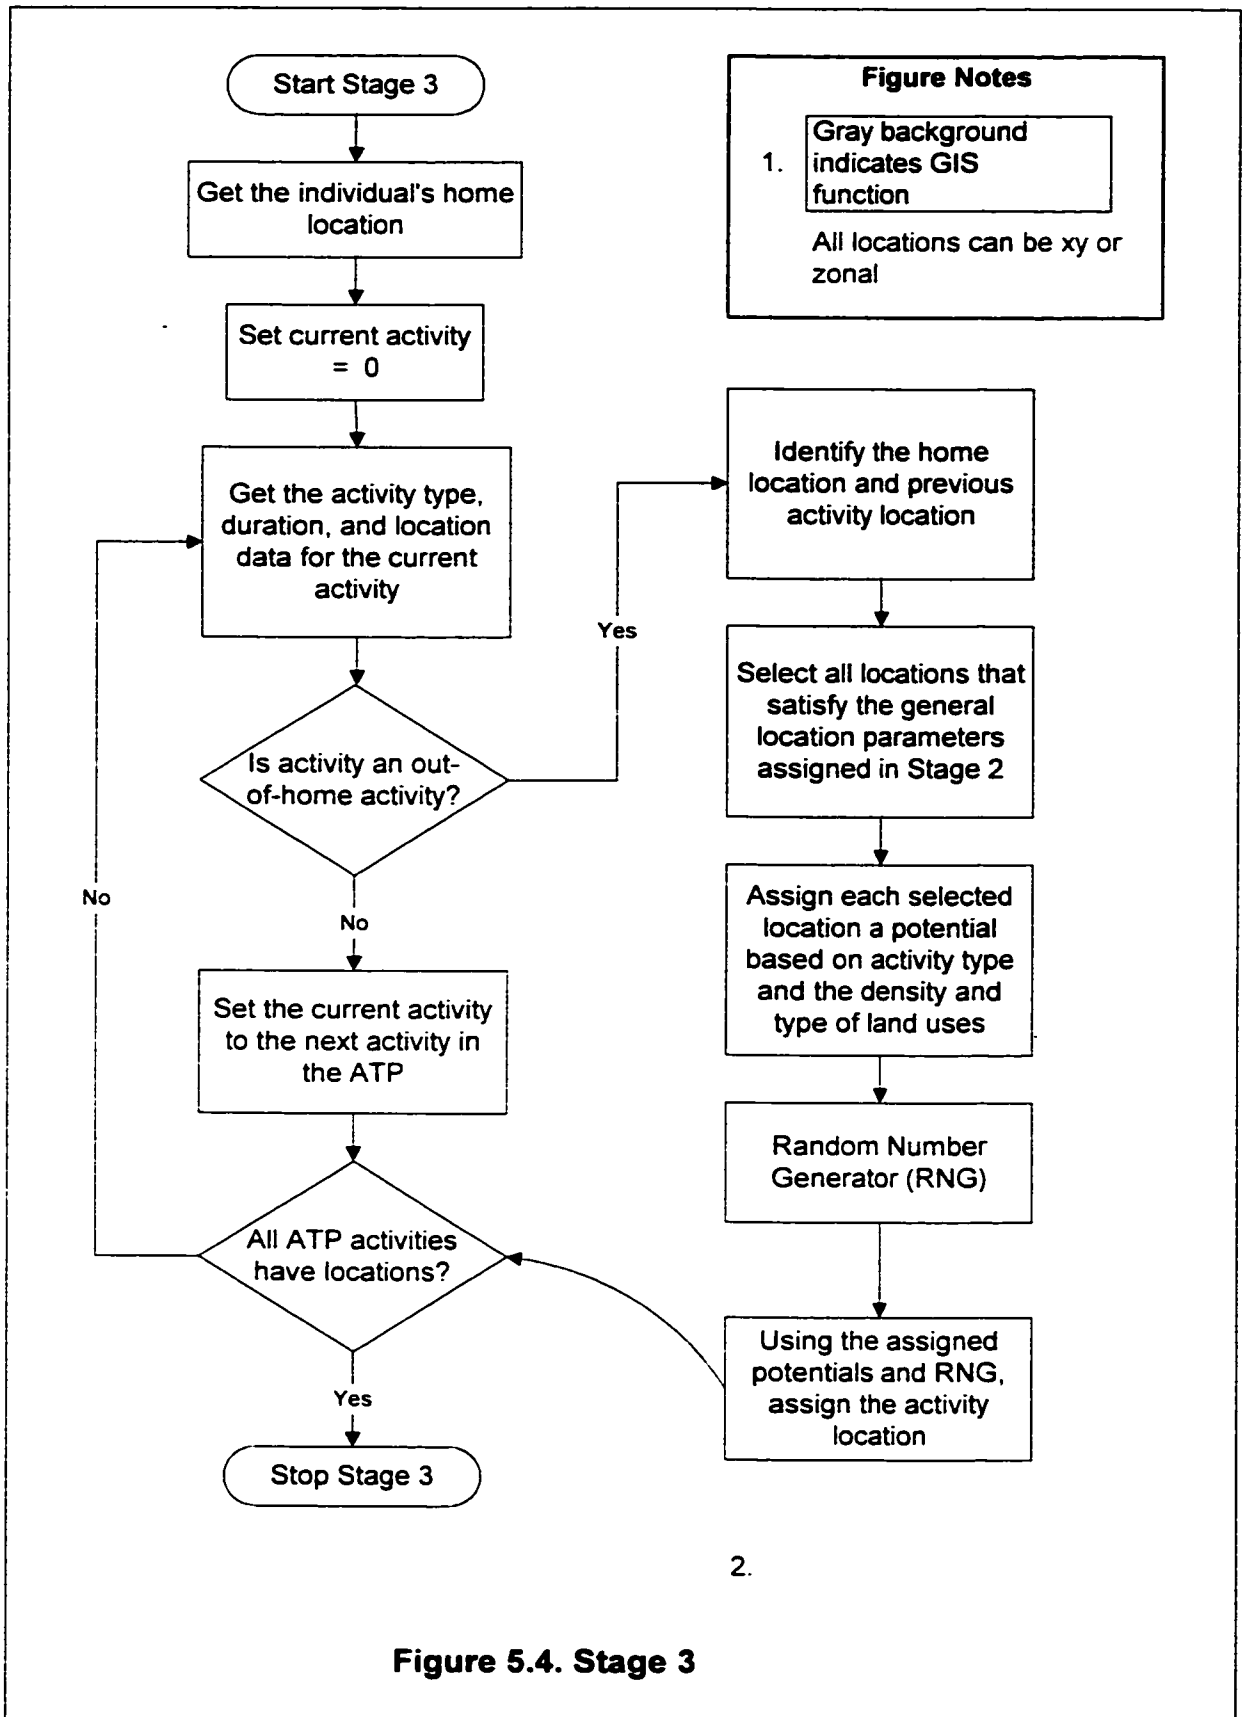 Start Stage 3
Get the individual's home
location
Set current activity
= 0
Get the activity type,
duration, and location
data for the current
activity
Is activity an out-
of-home activity?
No
Set the current activity
to the next activity in
the ATP
All ATP activities
have locations?
No
Yes
Stop Stage 3
Yes
Figure Notes
1.
Gray background
indicates GIS
function
All locations can be xy or
zonal
Identify the home
location and previous
activity location
Select all locations that
satisfy the general
location parameters
assigned in Stage 2
Assign each selected
location a potential
based on activity type
and the density and
type of land uses
Random Number
Generator (RNG)
Using the assigned
potentials and RNG,
assign the activity
location
2.
Figure 5.4. Stage 3